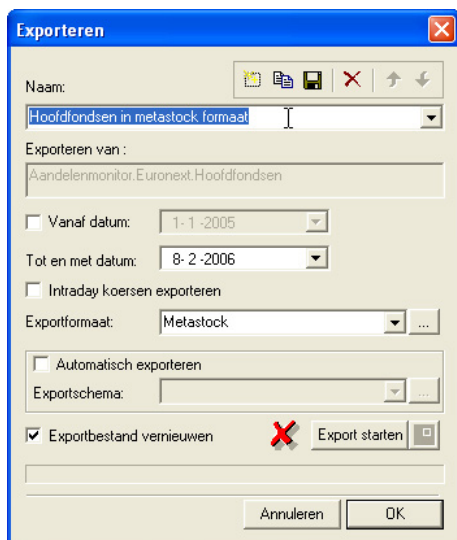 Exporteren
Naam:
Hoofdfondsen in metastock formaat
Exporteren van :
Aandelenmonitor.Euronext.Hoofdfondsen
Vanaf datum: 1- 1 -2005
Tot en met datum: 8- 2 -2006
Intraday koersen exporteren
Exportformaat: Metastock ...
Automatisch exporteren
Exportschema: ...
Exportbestand vernieuwen Export starten
Annuleren OK